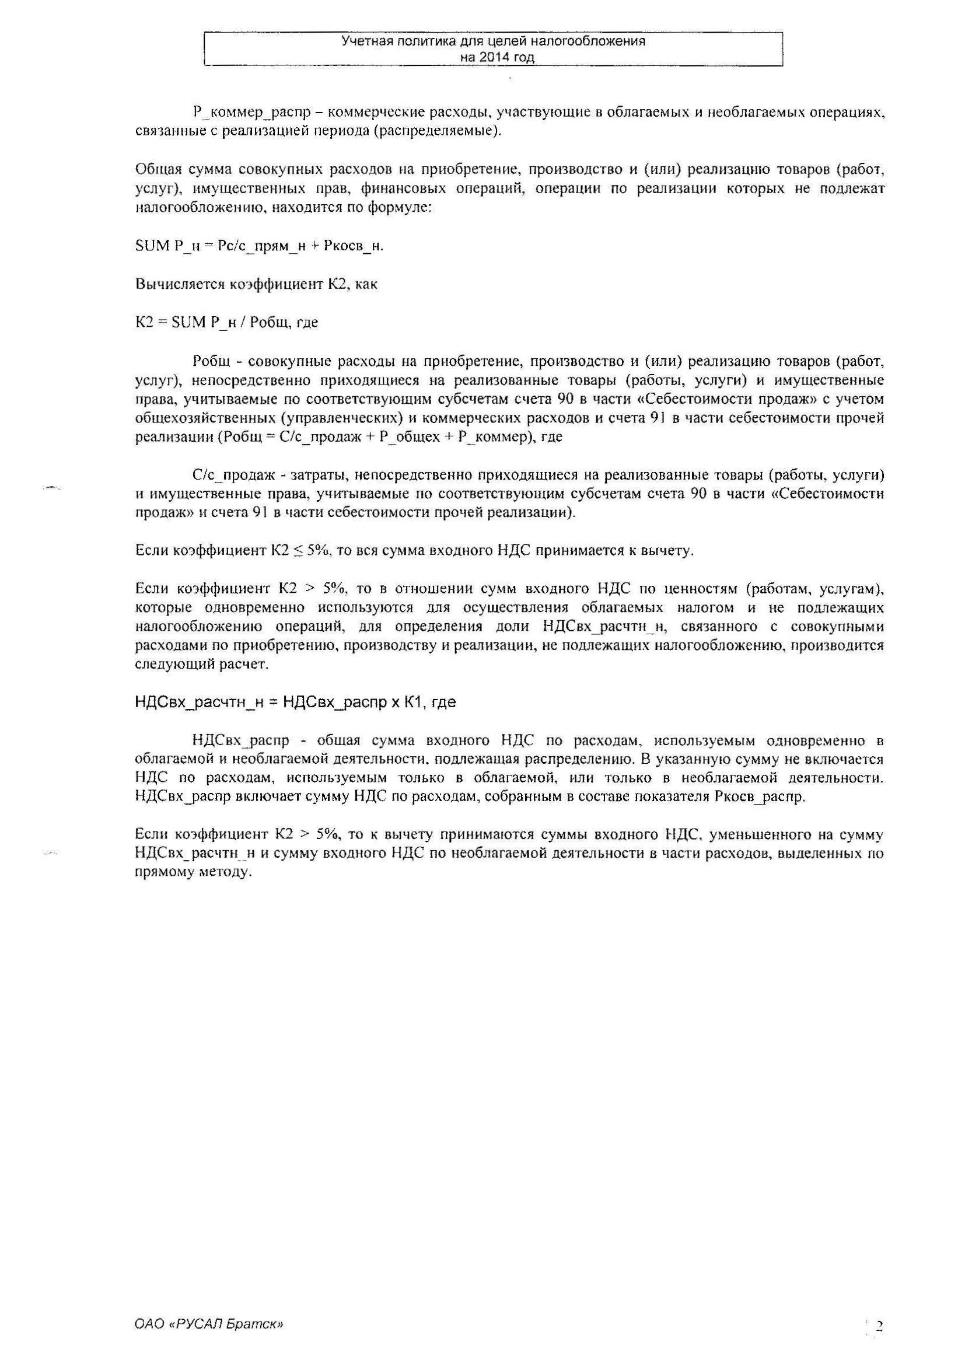 Учетная политика для целей налогообложения
на 2014 год
Р_коммер_распр – коммерческие расходы, участвующие в облагаемых и необлагаемых операциях,
связанные с реализацией периода (распределяемые).
Общая сумма совокупных расходов на приобретение, производство и (или) реализацию товаров (работ,
услуг), имущественных прав, финансовых операций, операции по реализации которых не подлежат
налогообложению, находится по формуле:
SUM Р_н = Рс/с_прям_н + Ркосв_н.
Вычисляется коэффициент К2, как
К2 = SUM Р_н / Робщ, где
Робщ - совокупные расходы на приобретение, производство и (или) реализацию товаров (работ,
услуг), непосредственно приходящиеся на реализованные товары (работы, услуги) и имущественные
права, учитываемые по соответствующим субсчетам счета 90 в части «Себестоимости продаж» с учетом
общехозяйственных (управленческих) и коммерческих расходов и счета 91 в части себестоимости прочей
реализации (Робщ = С/с_продаж + Р_общех + Р_коммер), где
С/с_продаж - затраты, непосредственно приходящиеся на реализованные товары (работы, услуги)
и имущественные права, учитываемые по соответствующим субсчетам счета 90 в части «Себестоимости
продаж» и счета 91 в части себестоимости прочей реализации).
Если коэффициент К2 ≤ 5%, то вся сумма входного НДС принимается к вычету.
Если коэффициент К2 > 5%, то в отношении сумм входного НДС по ценностям (работам, услугам),
которые одновременно используются для осуществления облагаемых налогом и не подлежащих
налогообложению операций, для определения доли НДСвх_расчтн_н, связанного с совокупными
расходами по приобретению, производству и реализации, не подлежащих налогообложению, производится
следующий расчет.
НДСвх_расчтн_н = НДСвх_распр х К1, где
НДСвх_распр - общая сумма входного НДС по расходам, используемым одновременно в
облагаемой и необлагаемой деятельности, подлежащая распределению. В указанную сумму не включается
НДС по расходам, используемым только в облагаемой, или только в необлагаемой деятельности.
НДСвх_распр включает сумму НДС по расходам, собранным в составе показателя Ркосв_распр.
Если коэффициент К2 > 5%, то к вычету принимаются суммы входного НДС, уменьшенного на сумму
НДСвх_расчтн_н и сумму входного НДС по необлагаемой деятельности в части расходов, выделенных по
прямому методу.
ОАО «РУСАЛ Братск»
2